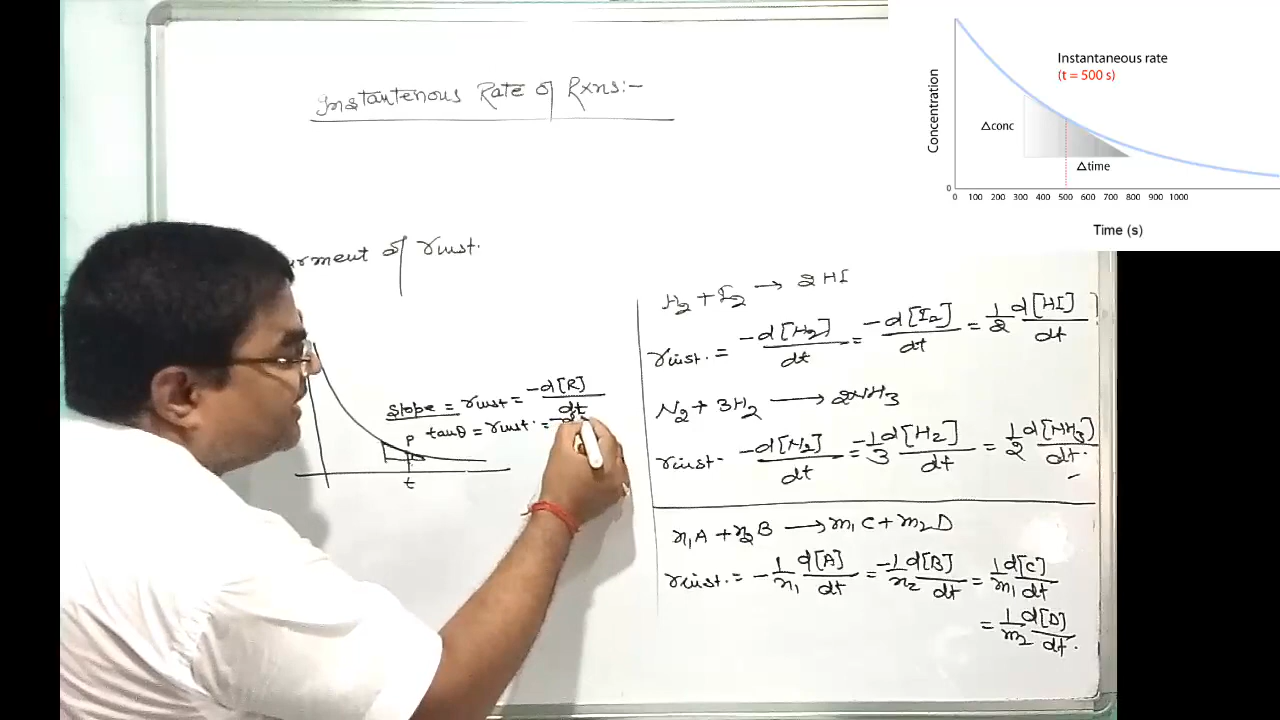 Instantenous Rate of Rxns:-
urment of rinst.
Slope = rinst = -d[R]/dt
tanθ = rinst. =
P
t
H2 + I2 → 2HI
rinst. = -d[H2]/dt = -d[I2]/dt = 1/2 d[HI]/dt
N2 + 3H2 → 2NH3
rinst. -d[N2]/dt = -1/3 d[H2]/dt = 1/2 d[NH3]/dt.
n1A + n2B → m1C + m2D
rinst. = -1/n1 d[A]/dt = -1/n2 d[B]/dt = 1/m1 d[C]/dt
= 1/m2 d[D]/dt.
Instantaneous rate
(t = 500 s)
Concentration
Δconc
Δtime
0
0 100 200 300 400 500 600 700 800 900 1000
Time (s)